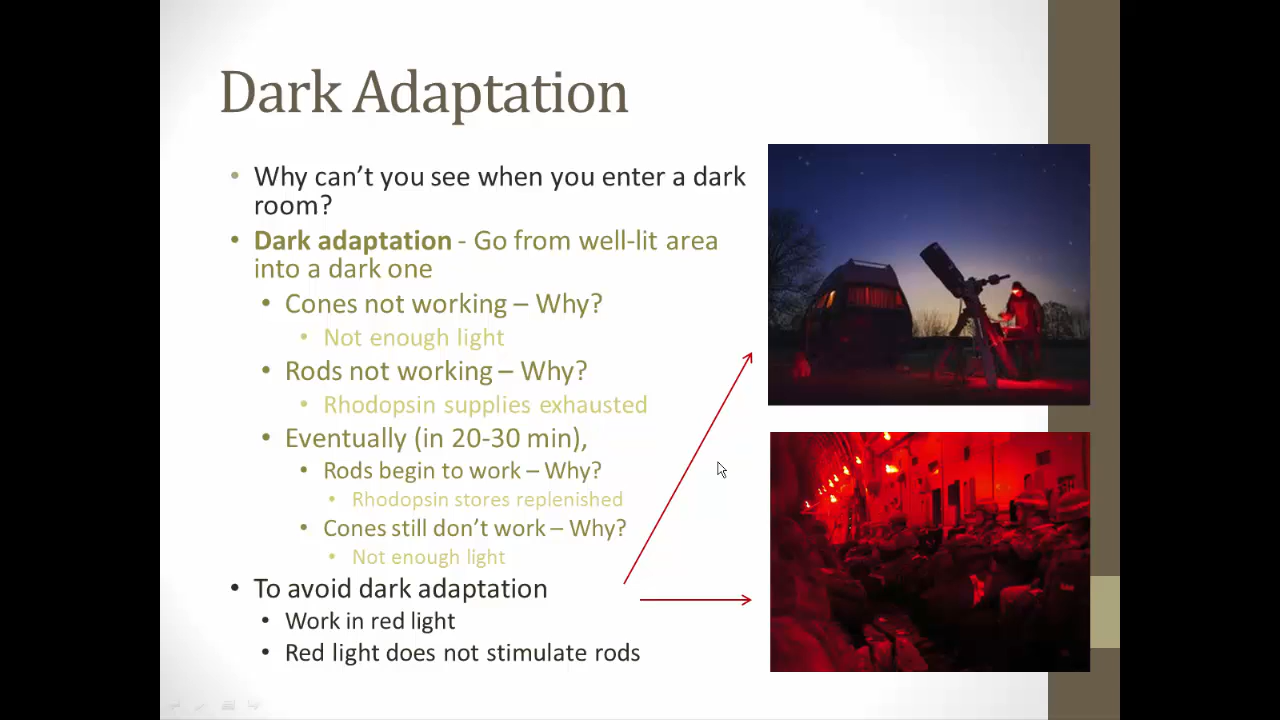 Dark Adaptation
• Why can’t you see when you enter a dark
room?
• Dark adaptation - Go from well-lit area
into a dark one
• Cones not working – Why?
• Not enough light
• Rods not working – Why?
• Rhodopsin supplies exhausted
• Eventually (in 20-30 min),
• Rods begin to work – Why?
• Rhodopsin stores replenished
• Cones still don’t work – Why?
• Not enough light
• To avoid dark adaptation
• Work in red light
• Red light does not stimulate rods